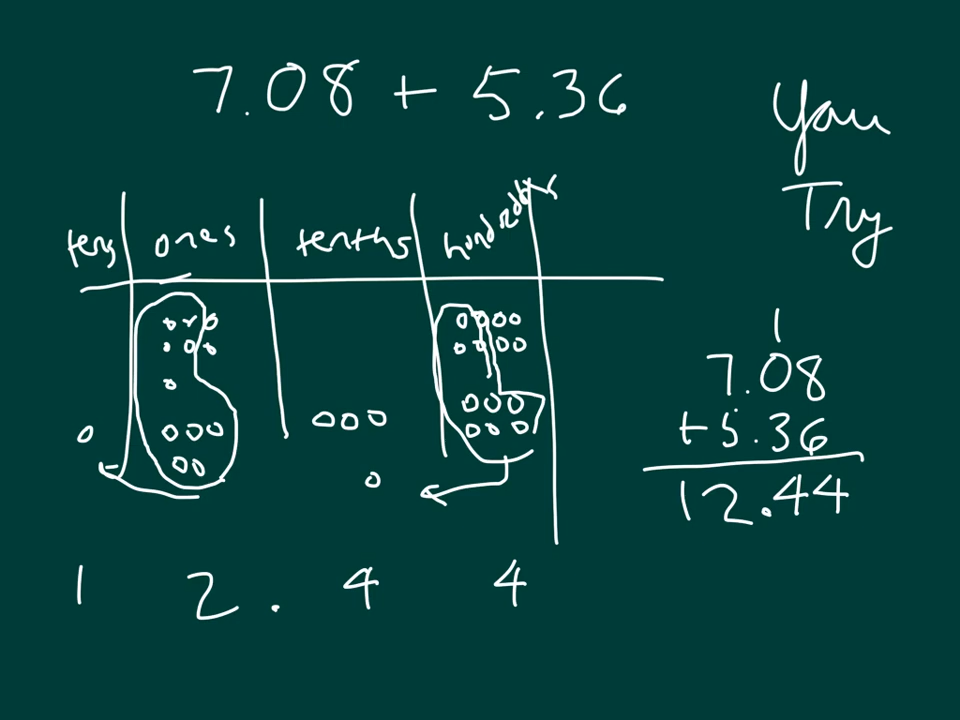 7.08 + 5.36
You
Try
tens ones tenths hundredths
1
7.08
+5.36
12.44
1 2 . 4 4